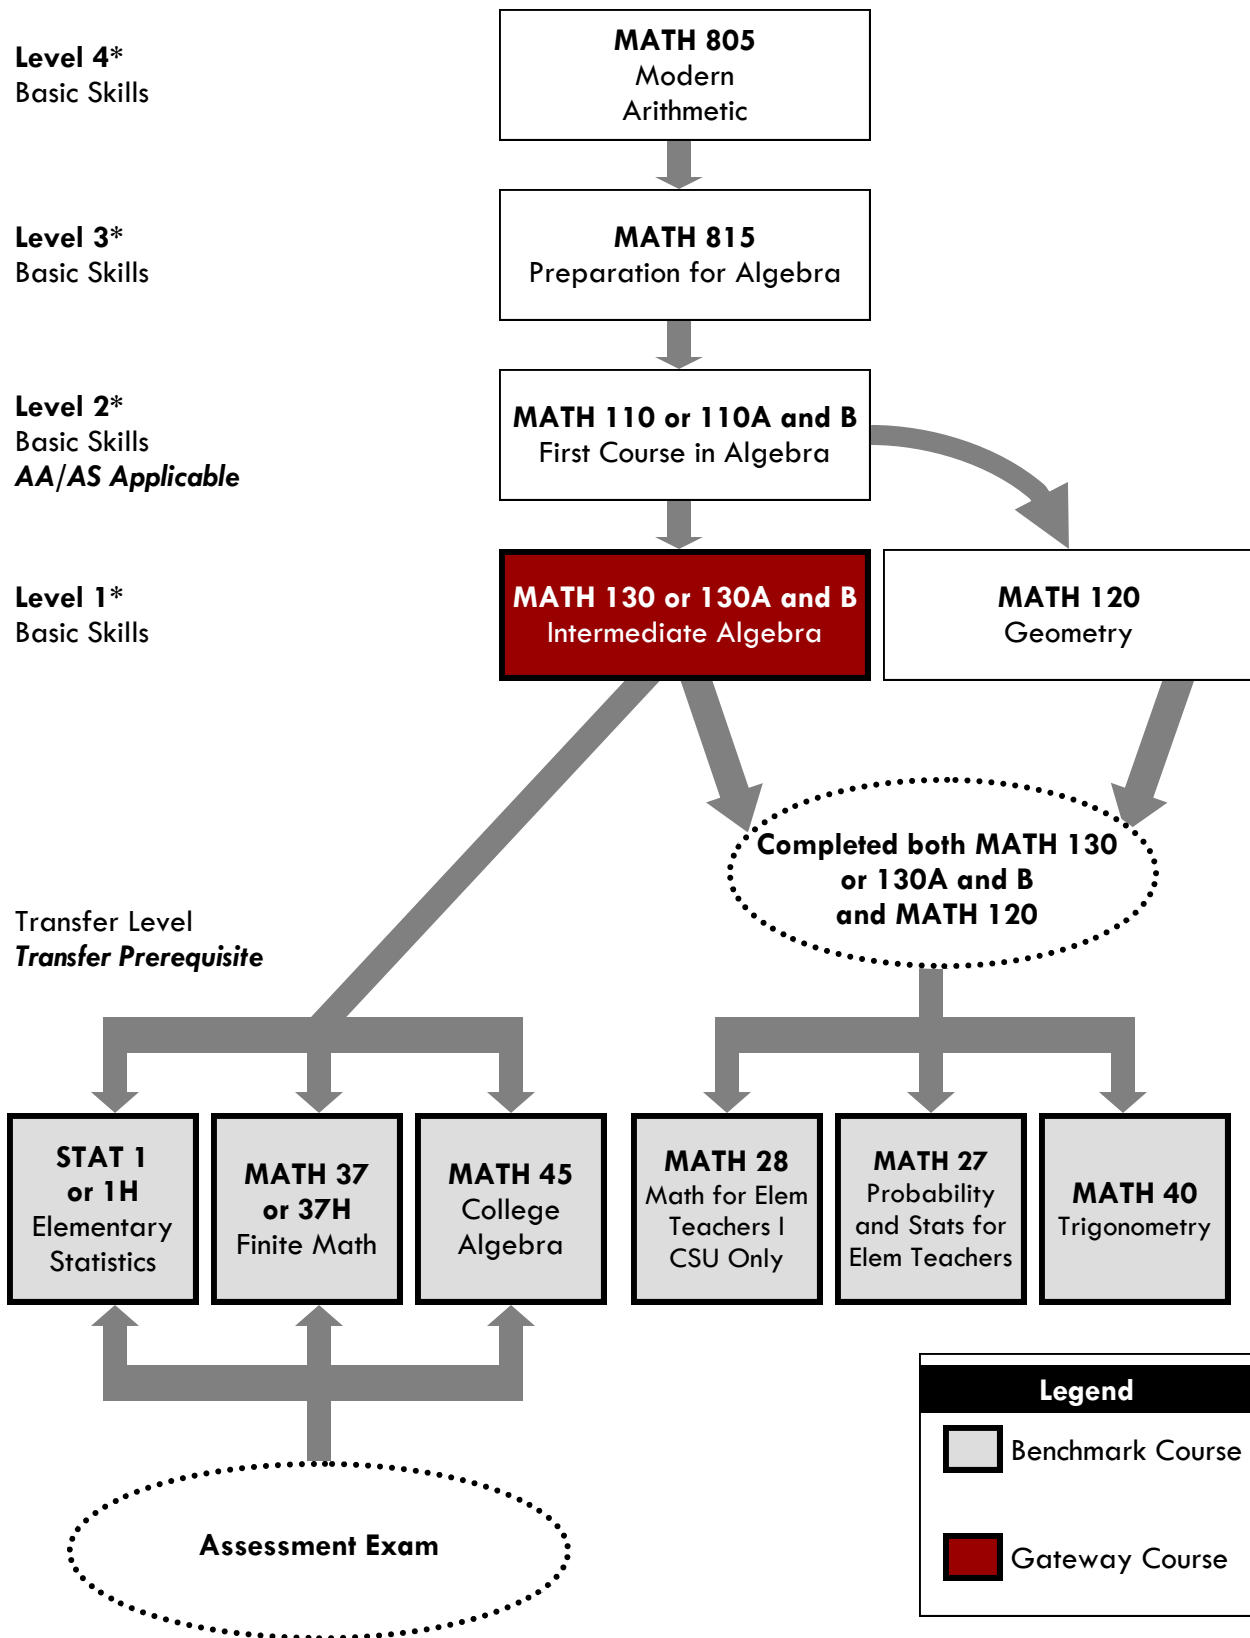 Level 4*
Basic Skills
MATH 805
Modern
Arithmetic
Level 3*
Basic Skills
MATH 815
Preparation for Algebra
Level 2*
Basic Skills
AA/AS Applicable
MATH 110 or 110A and B
First Course in Algebra
Level 1*
Basic Skills
MATH 130 or 130A and B
Intermediate Algebra
MATH 120
Geometry
Completed both MATH 130
or 130A and B
and MATH 120
Transfer Level
Transfer Prerequisite
STAT 1
or 1H
Elementary
Statistics
MATH 37
or 37H
Finite Math
MATH 45
College
Algebra
MATH 28
Math for Elem
Teachers I
CSU Only
MATH 27
Probability
and Stats for
Elem Teachers
MATH 40
Trigonometry
Legend
Benchmark Course
Gateway Course
Assessment Exam